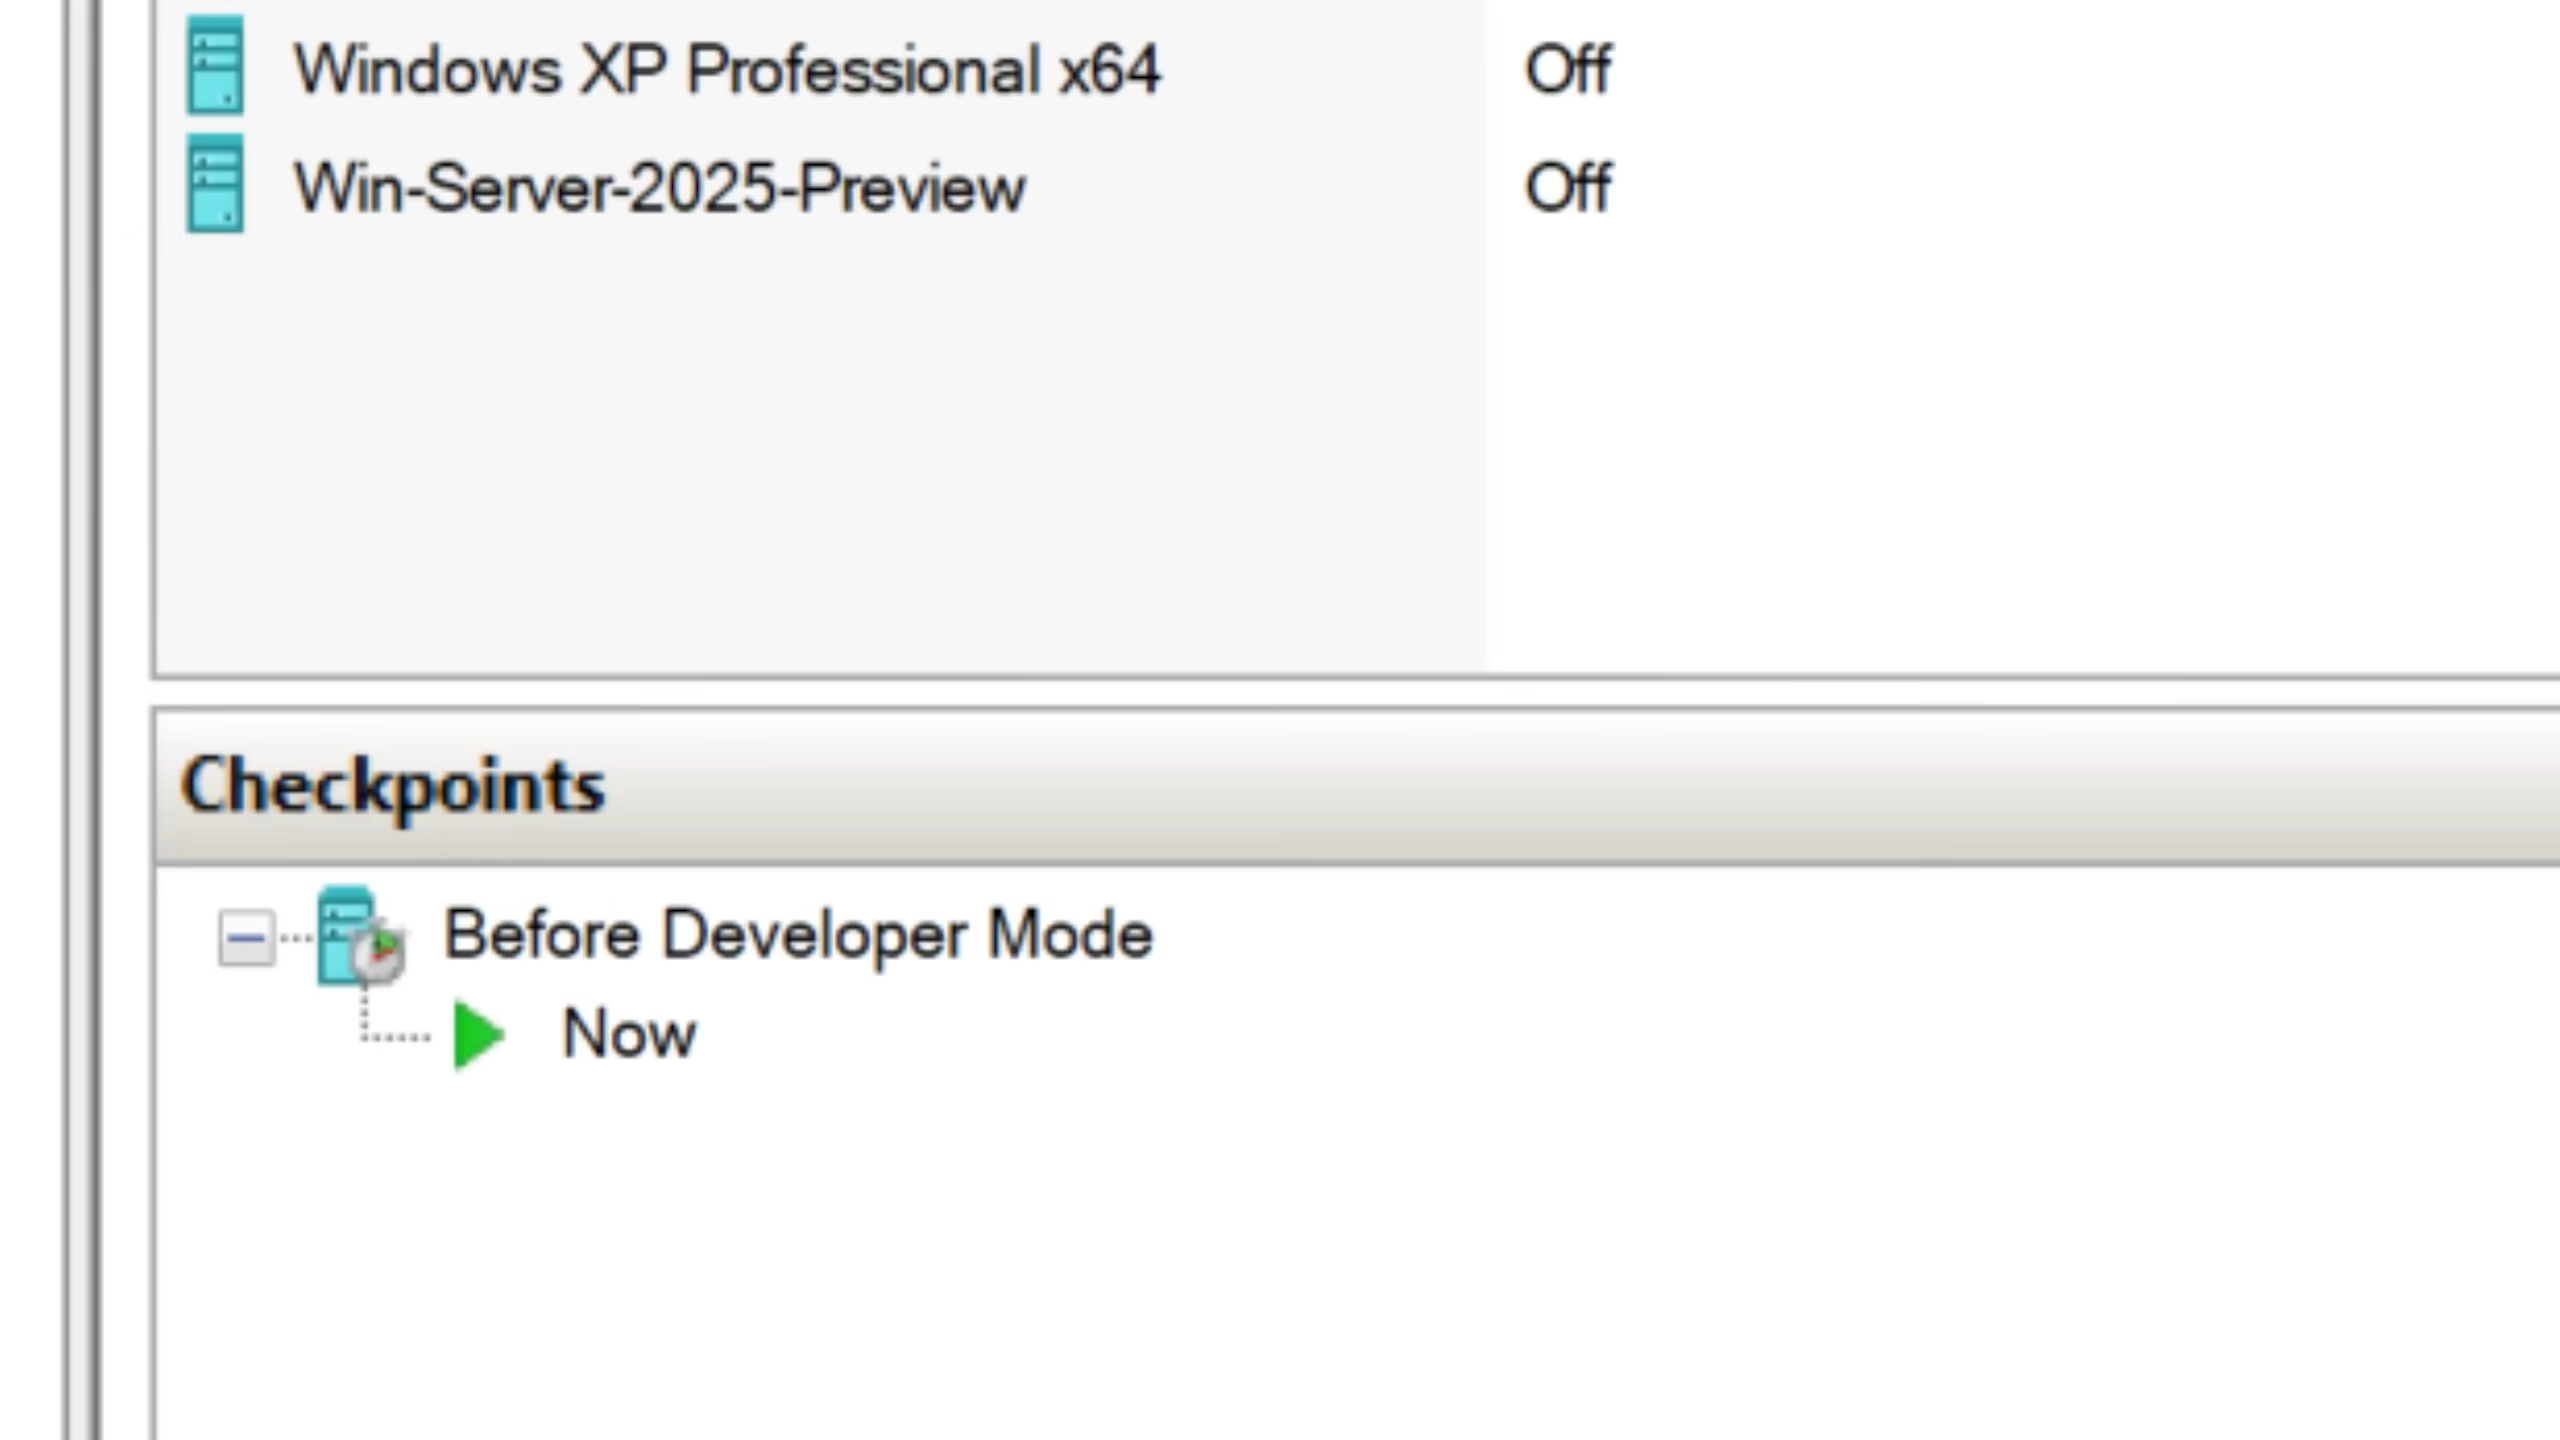 Windows XP Professional x64 Off
Win-Server-2025-Preview Off
Checkpoints
Before Developer Mode
Now